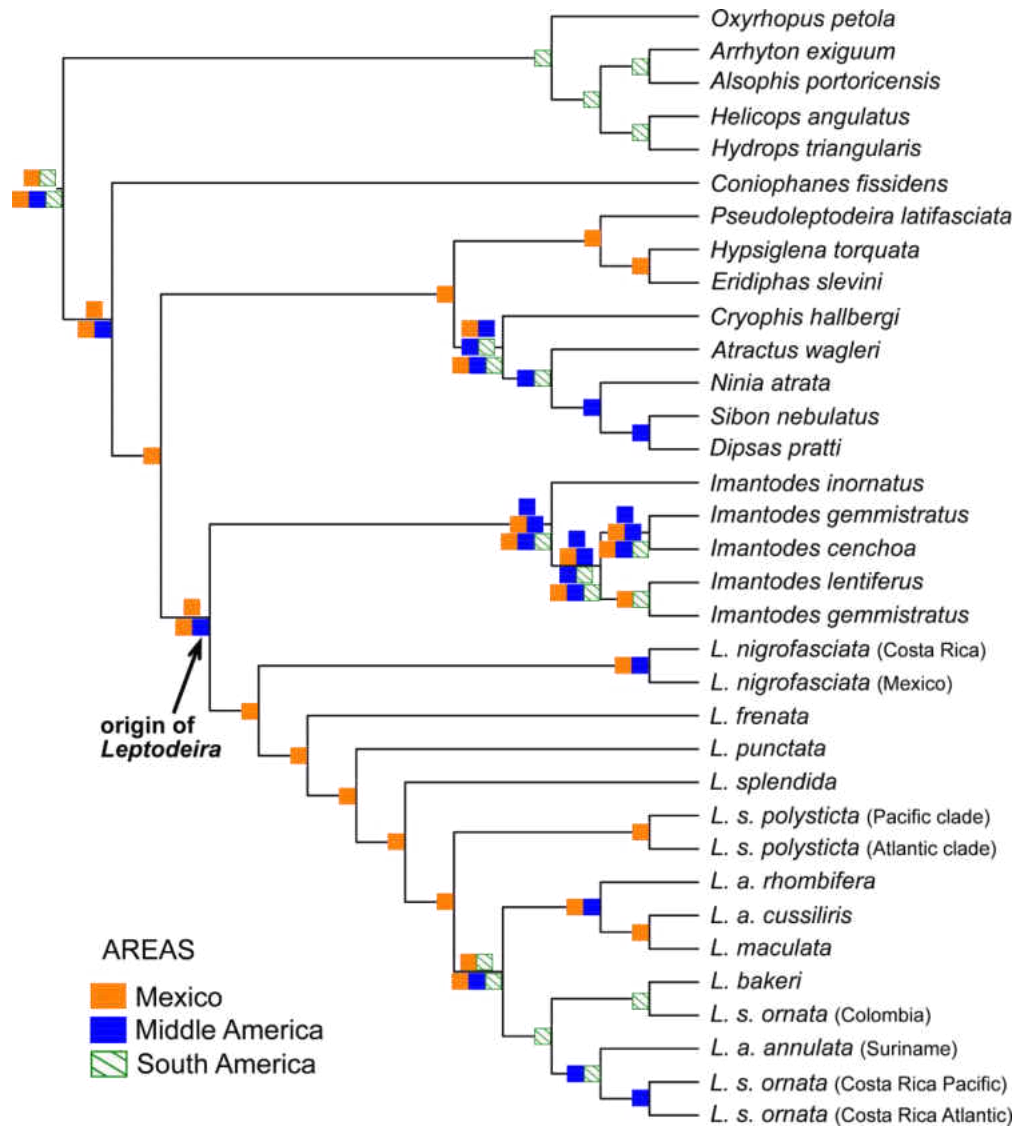 Oxyrhopus petola
Arrhyton exiguum
Alsophis portoricensis
Helicops angulatus
Hydrops triangularis
Coniophanes fissidens
Pseudoleptodeira latifasciata
Hypsiglena torquata
Eridiphas slevini
Cryophis hallbergi
Atractus wagleri
Ninia atrata
Sibon nebulatus
Dipsas pratti
Imantodes inornatus
Imantodes gemmistratus
Imantodes cenchoa
Imantodes lentiferus
Imantodes gemmistratus
L. nigrofasciata (Costa Rica)
L. nigrofasciata (Mexico)
L. frenata
L. punctata
L. splendida
L. s. polysticta (Pacific clade)
L. s. polysticta (Atlantic clade)
L. a. rhombifera
L. a. cussiliris
L. maculata
L. bakeri
L. s. ornata (Colombia)
L. a. annulata (Suriname)
L. s. ornata (Costa Rica Pacific)
L. s. ornata (Costa Rica Atlantic)
origin of
Leptodeira
AREAS
Mexico
Middle America
South America